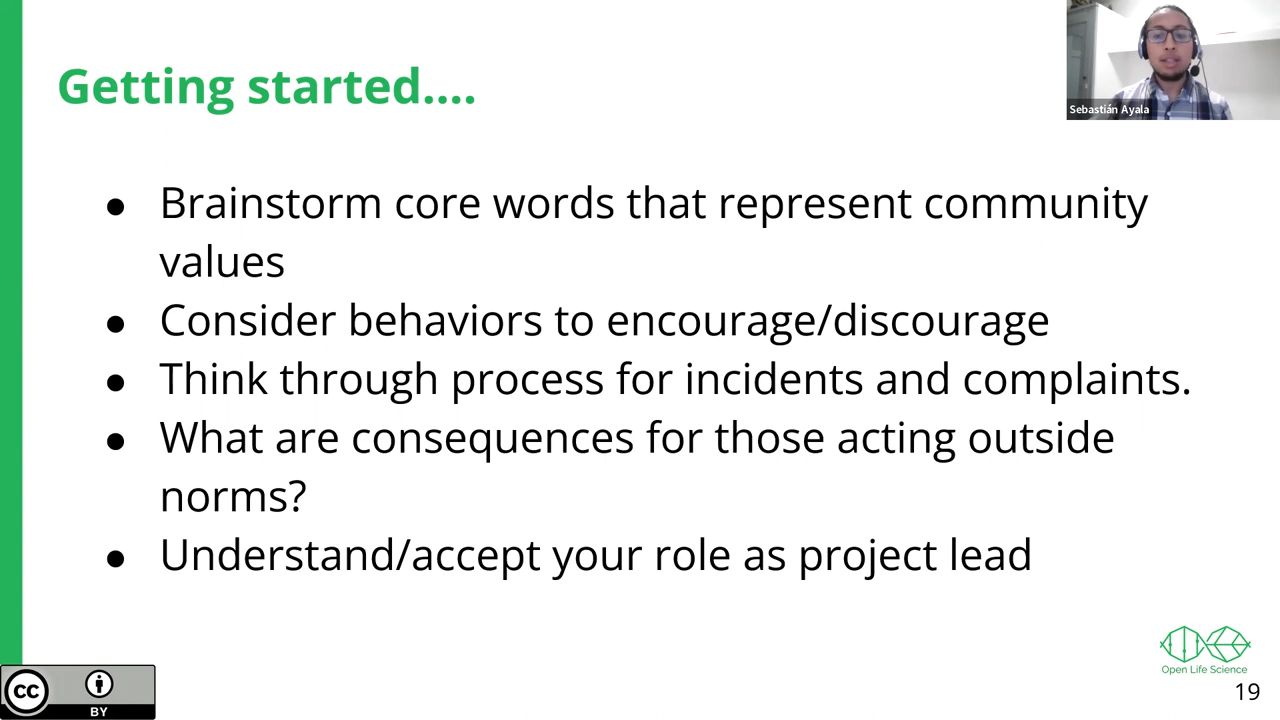 Getting started....
Sebastián Ayala
● Brainstorm core words that represent community
values
● Consider behaviors to encourage/discourage
● Think through process for incidents and complaints.
● What are consequences for those acting outside
norms?
● Understand/accept your role as project lead
Open Life Science
19
cc
BY